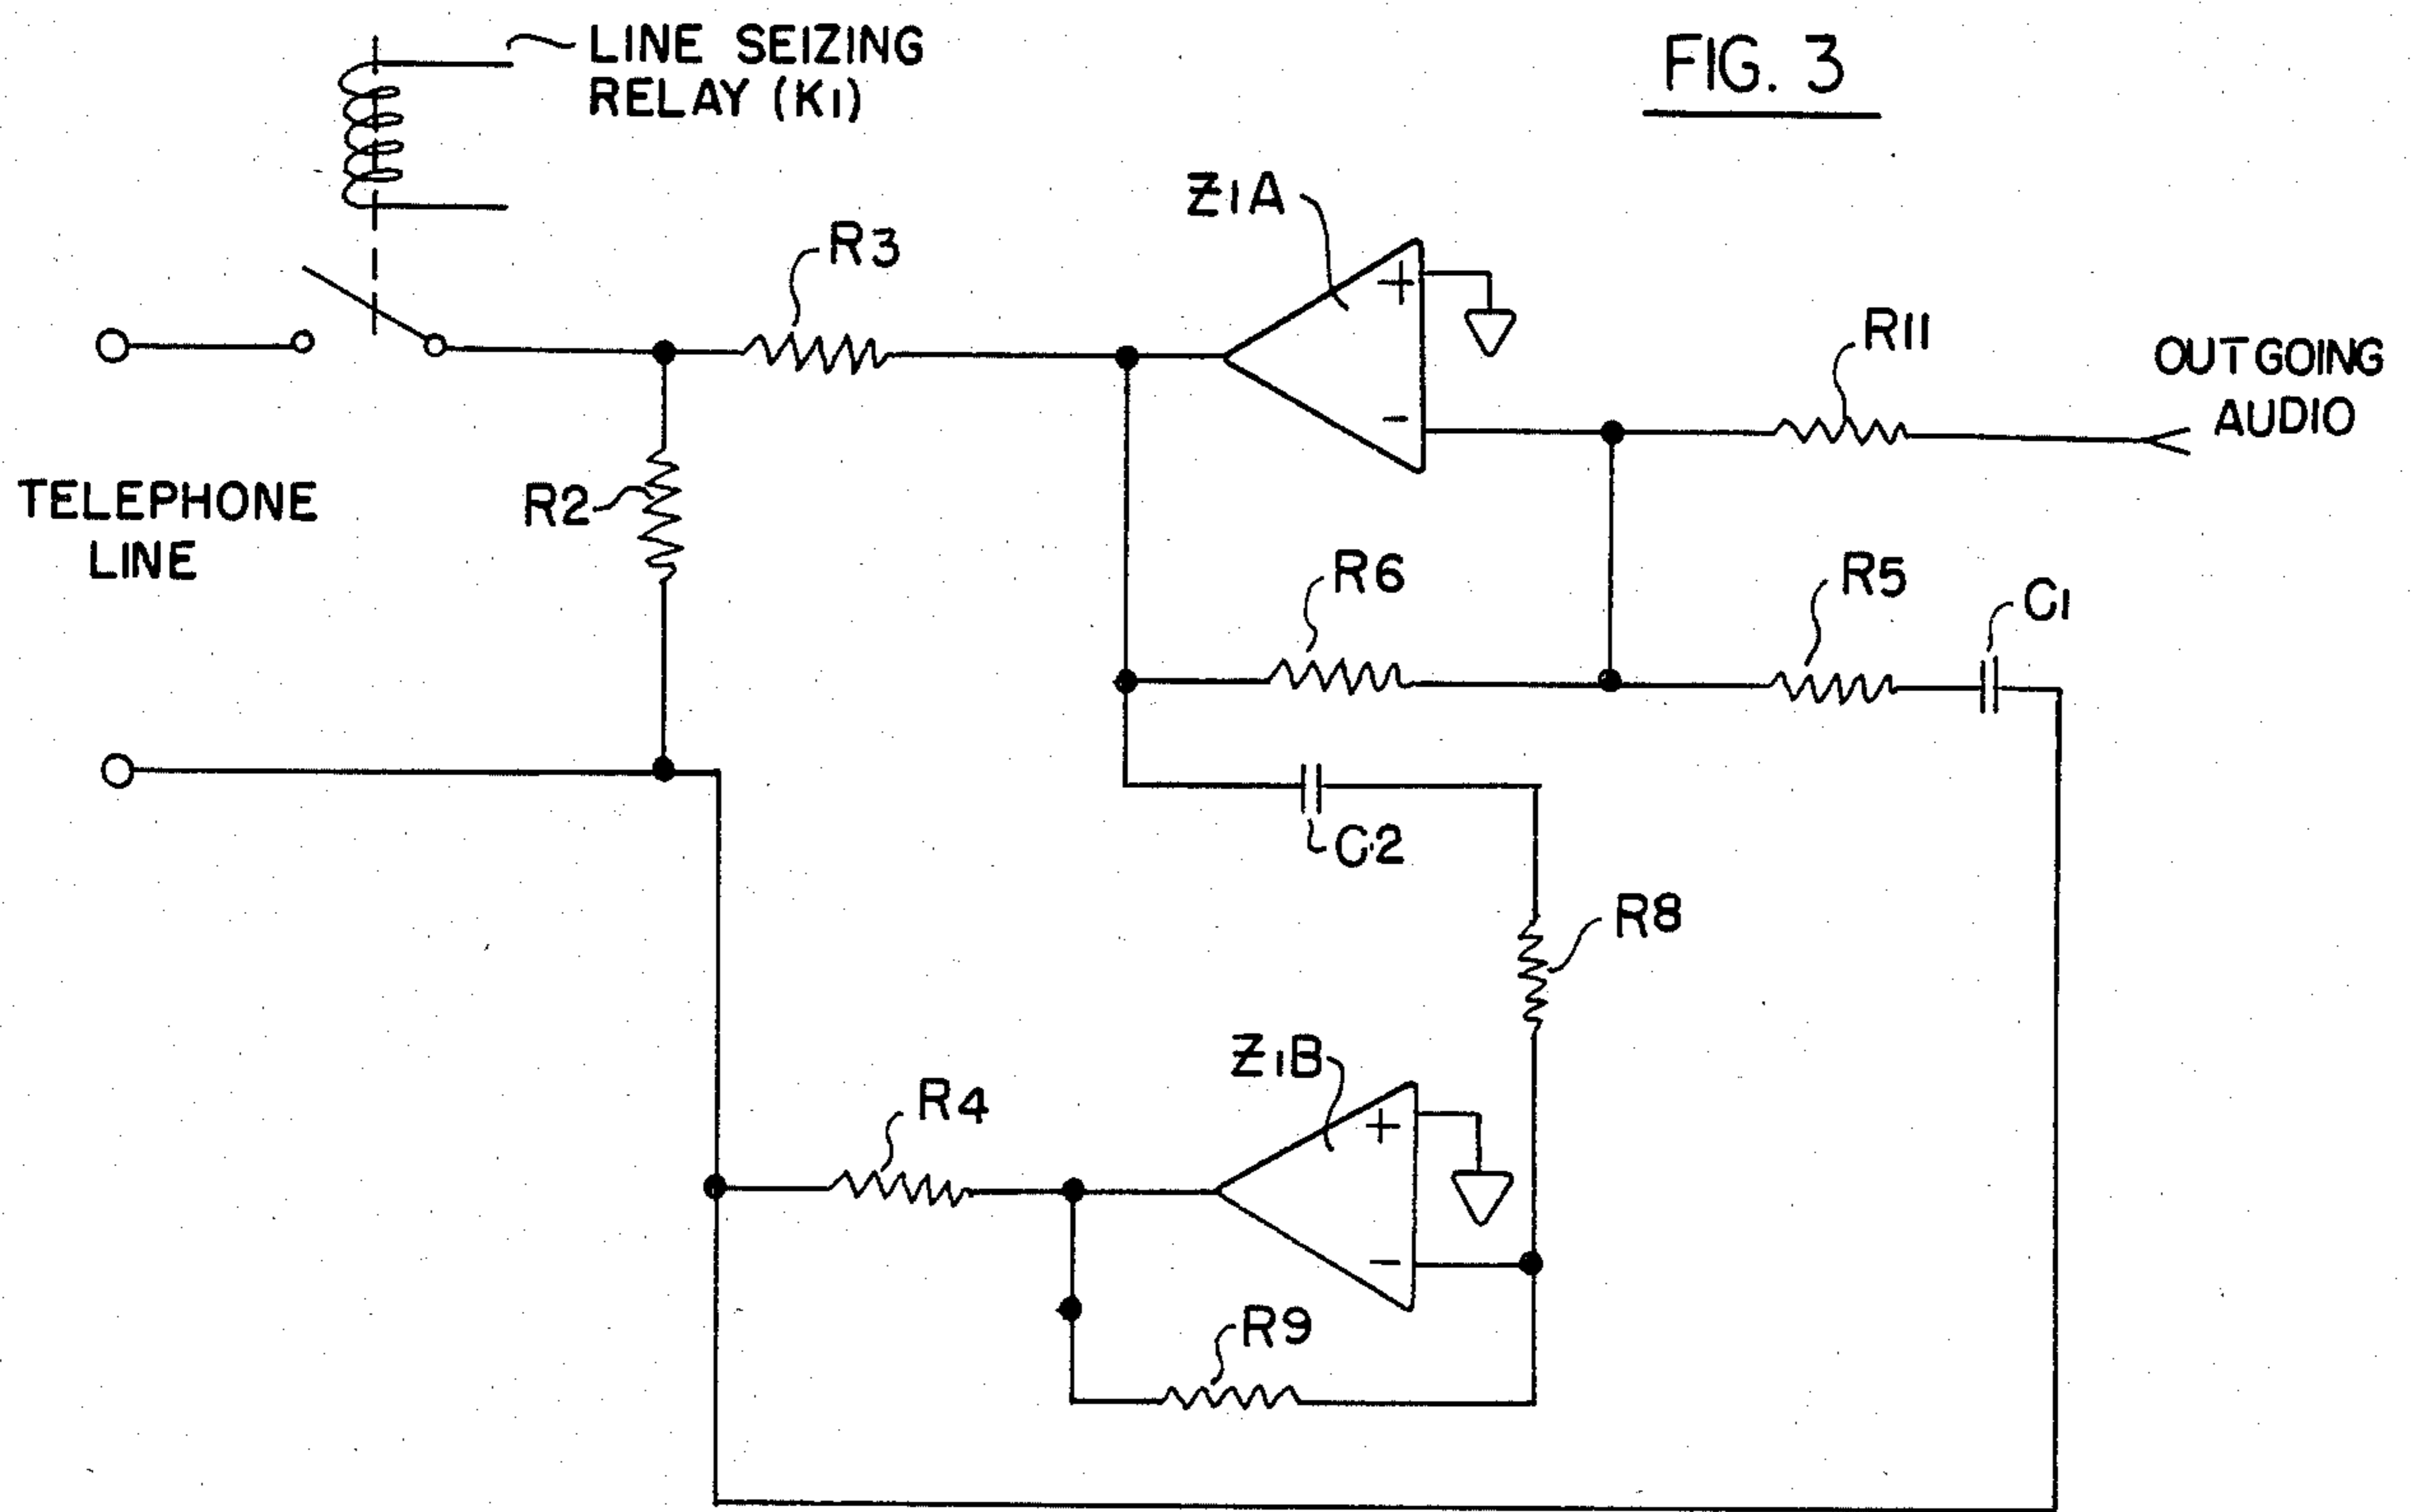 LINE SEIZING
RELAY (K1)
FIG. 3
Z1A
R3
R11
OUTGOING
AUDIO
TELEPHONE
LINE
R2
+
-
R6
R5
C1
C2
R8
Z1B
R4
+
-
R9